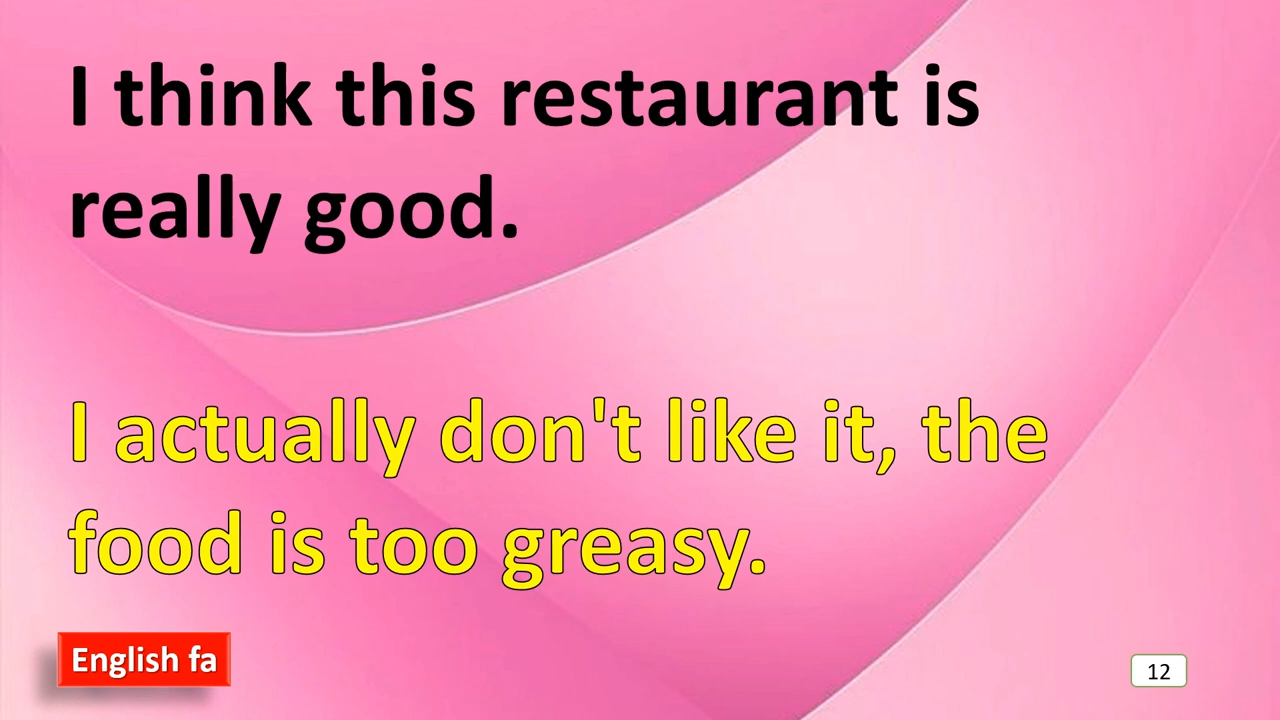 I think this restaurant is
really good.
I actually don't like it, the
food is too greasy.
English fa
12